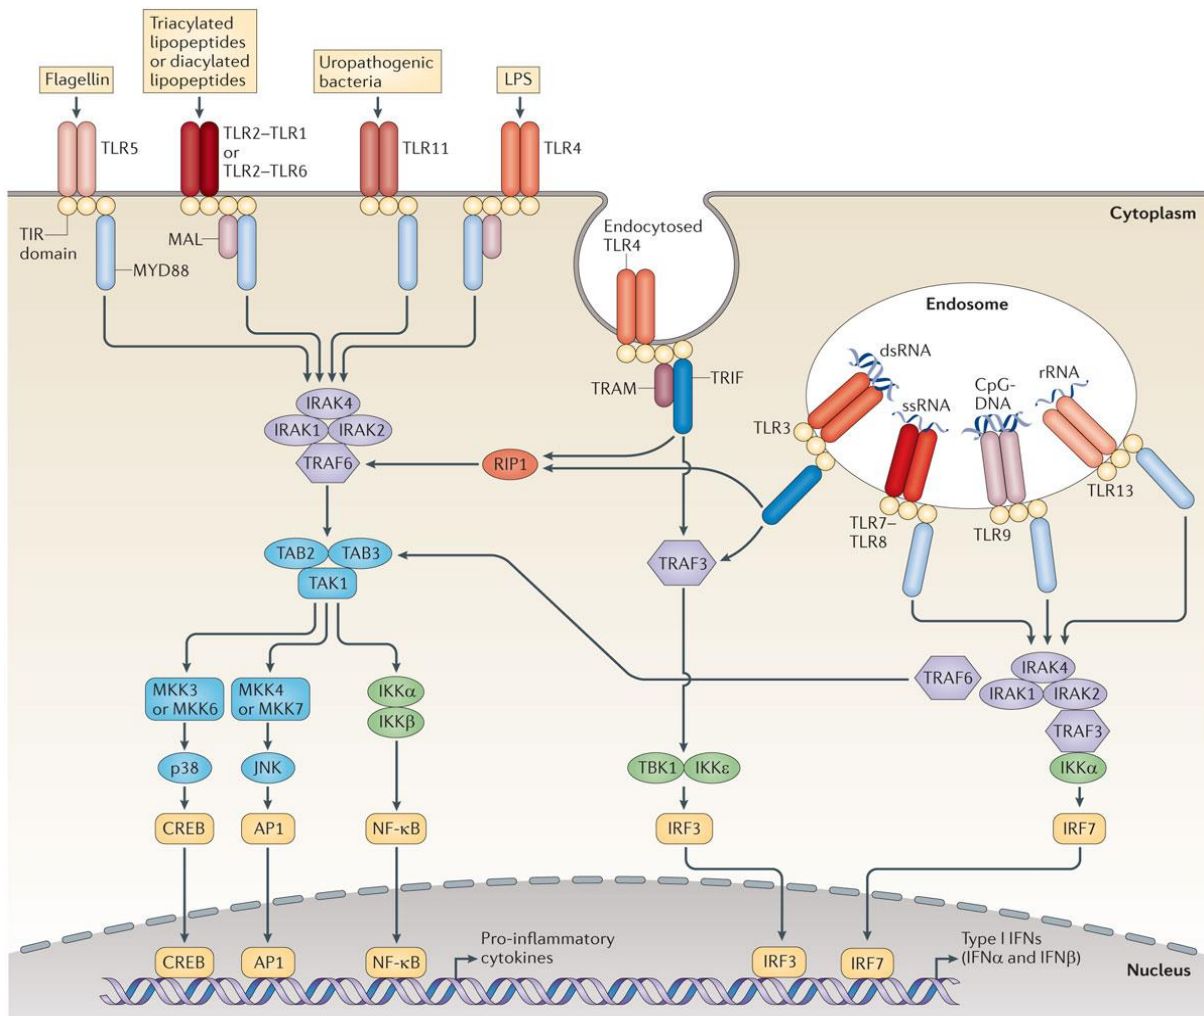 Triacylated
lipopeptides
or diacylated
lipopeptides
Flagellin
Uropathogenic
bacteria
LPS
TLR5
TLR2–TLR1
or
TLR2–TLR6
TLR11
TLR4
TIR
domain
MAL
MYD88
Endocytosed
TLR4
Cytoplasm
Endosome
dsRNA
ssRNA
CpG-
DNA
rRNA
TRAM
TRIF
TLR3
TLR7–
TLR8
TLR9
TLR13
IRAK4
IRAK1
IRAK2
TRAF6
RIP1
TAB2
TAB3
TAK1
TRAF3
TRAF6
IRAK4
IRAK1
IRAK2
TRAF3
IKKα
MKK3
or MKK6
MKK4
or MKK7
IKKα
IKKβ
p38
JNK
TBK1
IKKε
CREB
AP1
NF-κB
IRF3
IRF7
CREB
AP1
NF-κB
Pro-inflammatory
cytokines
IRF3
IRF7
Type I IFNs
(IFNα and IFNβ)
Nucleus